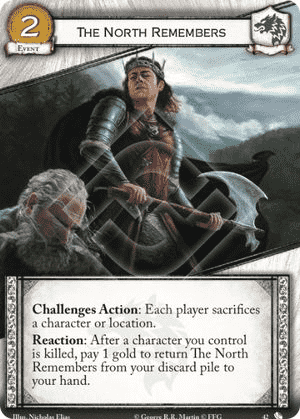 2
EVENT
THE NORTH REMEMBERS
Challenges Action: Each player sacrifices
a character or location.
Reaction: After a character you control
is killed, pay 1 gold to return The North
Remembers from your discard pile to
your hand.
Illus. Nicholas Elias © George R.R. Martin © FFG 42